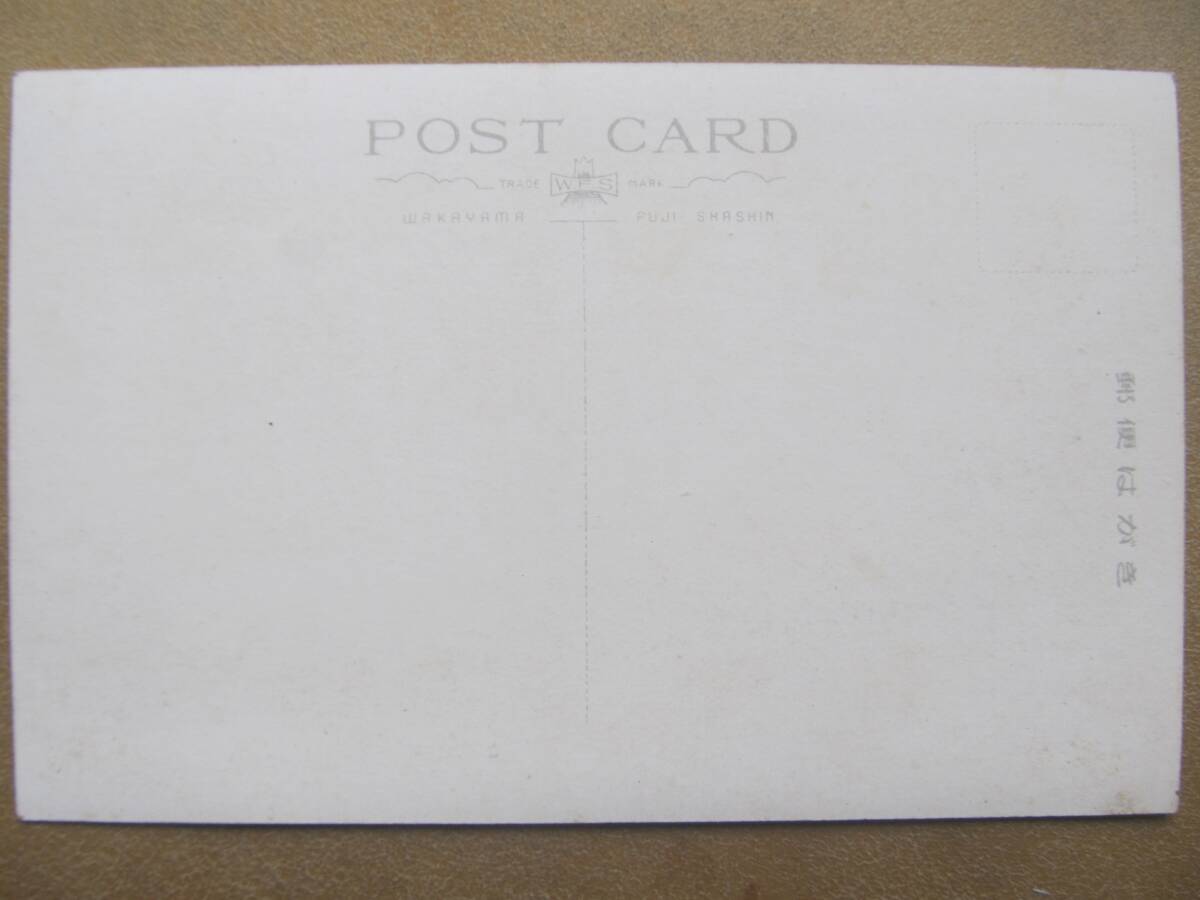 POST CARD
TRADE WFS MARK
WAKAYAMA FUJI SHASHIN
郵便はがき